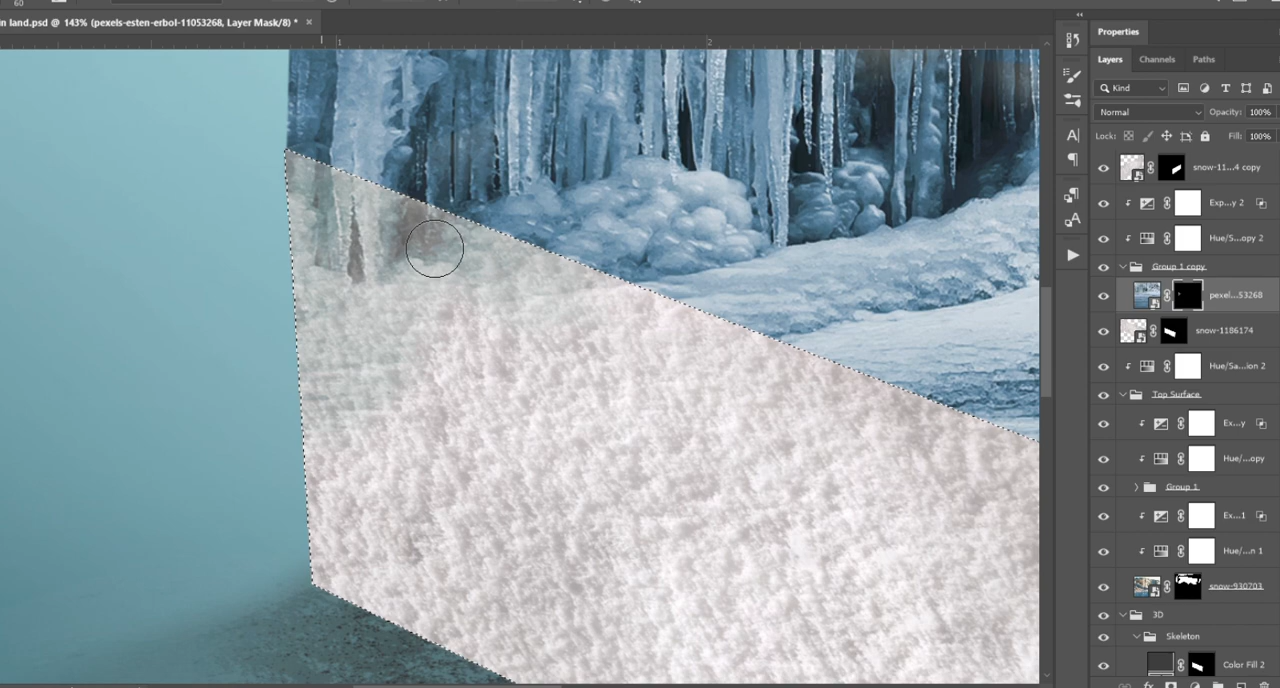 60
in land.psd @ 143% (pexels-esten-erbol-11053268, Layer Mask/8) * ×
1
2
Properties
Layers Channels Paths
Kind
Normal Opacity: 100%
Lock: Fill: 100%
snow-11...4 copy
Exp...y 2
Hue/S...opy 2
Group 1 copy
pexel...53268
snow-1186174
Hue/Sa...ion 2
Top Surface
Ex...y
Hue/...opy
Group 1
Ex...1
Hue/...n 1
snow-930703
3D
Skeleton
Color Fill 2
fx